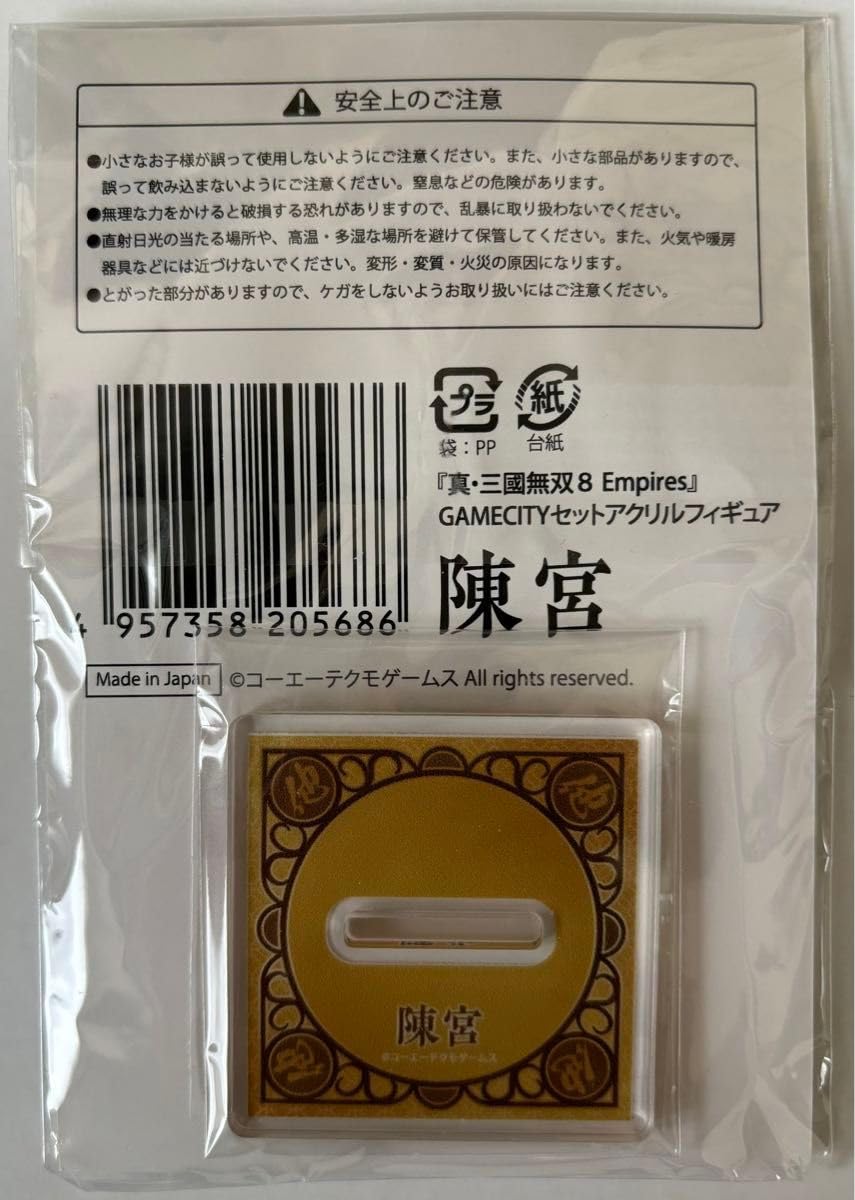 安全上のご注意
●小さなお子様が誤って使用しないようにご注意ください。また、小さな部品がありますので、
誤って飲み込まないようにご注意ください。窒息などの危険があります。
●無理な力をかけると破損する恐れがありますので、乱暴に取り扱わないでください。
●直射日光の当たる場所や、高温・多湿な場所を避けて保管してください。また、火気や暖房
器具などには近づけないでください。変形・変質・火災の原因になります。
●とがった部分がありますので、ケガをしないようお取り扱いにはご注意ください。
プラ
紙
袋：PP
台紙
『真・三國無双８ Empires』
GAMECITYセットアクリルフィギュア
陳宮
4 957358 205686
Made in Japan ©コーエーテクモゲームス All rights reserved.
他
他
陳宮
©コーエーテクモゲームス
他
他